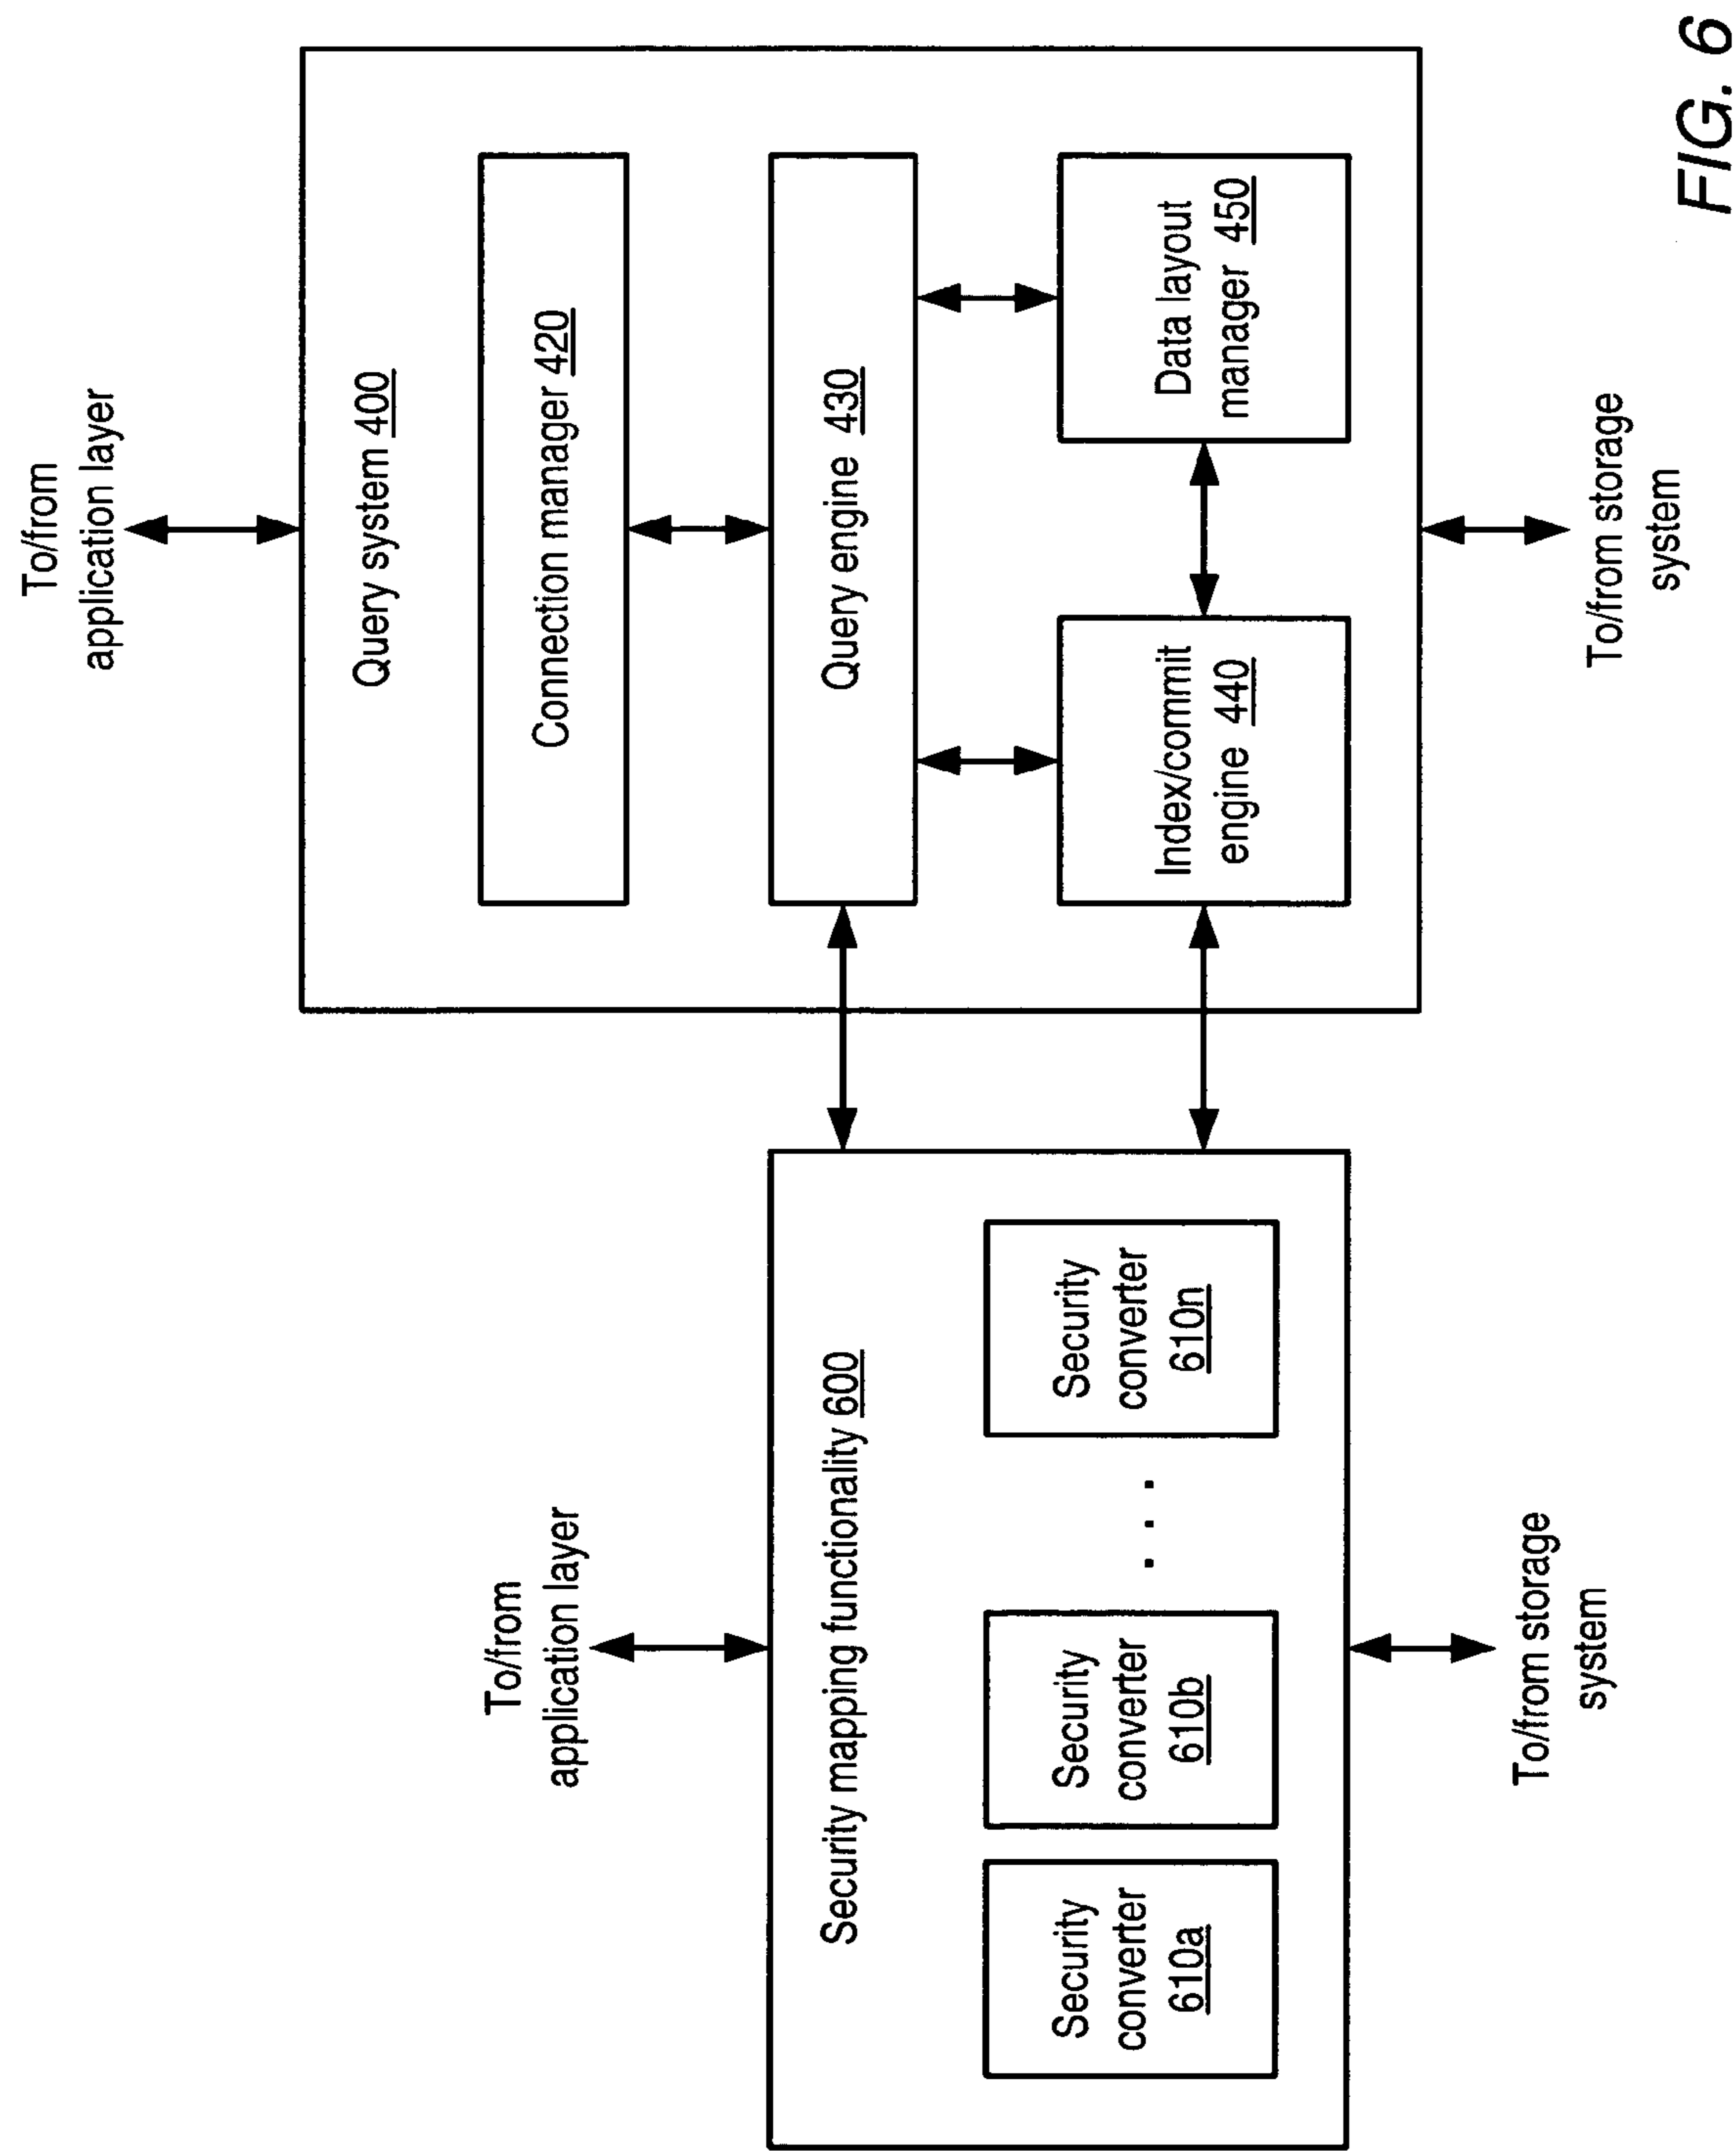 To/from
application layer
Query system 400
Connection manager 420
Query engine 430
Index/commit
engine 440
Data layout
manager 450
To/from storage
system
To/from
application layer
Security mapping functionality 600
Security
converter
610a
Security
converter
610b
. . .
Security
converter
610n
To/from storage
system
FIG. 6